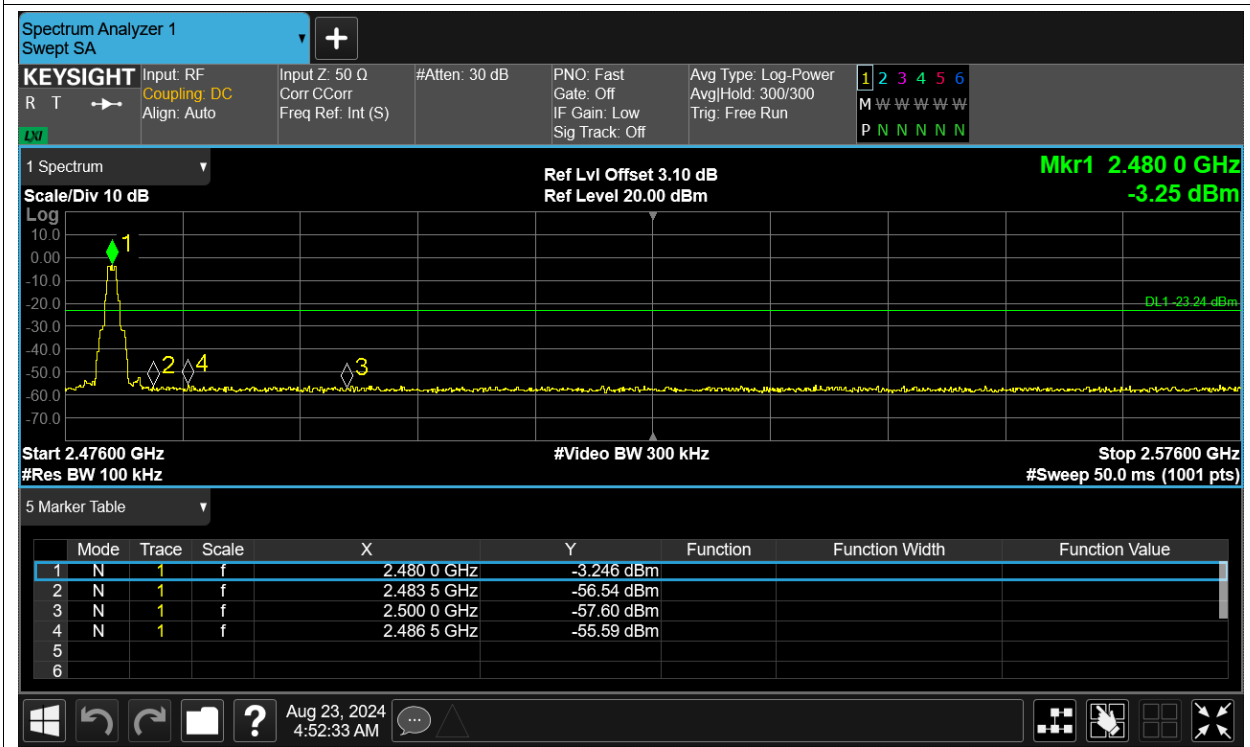 Spectrum Analyzer 1
Swept SA
+
KEYSIGHT
R T
LXI
Input: RF
Coupling: DC
Align: Auto
Input Z: 50 Ω
Corr CCorr
Freq Ref: Int (S)
#Atten: 30 dB
PNO: Fast
Gate: Off
IF Gain: Low
Sig Track: Off
Avg Type: Log-Power
Avg|Hold: 300/300
Trig: Free Run
1 2 3 4 5 6
M W W W W W
P N N N N N
1 Spectrum
Scale/Div 10 dB
Ref Lvl Offset 3.10 dB
Ref Level 20.00 dBm
Mkr1 2.480 0 GHz
-3.25 dBm
Log
10.0
0.00
-10.0
-20.0
-30.0
-40.0
-50.0
-60.0
-70.0
1
2
4
3
DL1 -23.24 dBm
Start 2.47600 GHz
#Res BW 100 kHz
#Video BW 300 kHz
Stop 2.57600 GHz
#Sweep 50.0 ms (1001 pts)
5 Marker Table
Mode Trace Scale X Y Function Function Width Function Value
1 N 1 f 2.480 0 GHz -3.246 dBm
2 N 1 f 2.483 5 GHz -56.54 dBm
3 N 1 f 2.500 0 GHz -57.60 dBm
4 N 1 f 2.486 5 GHz -55.59 dBm
5
6
?
Aug 23, 2024
4:52:33 AM